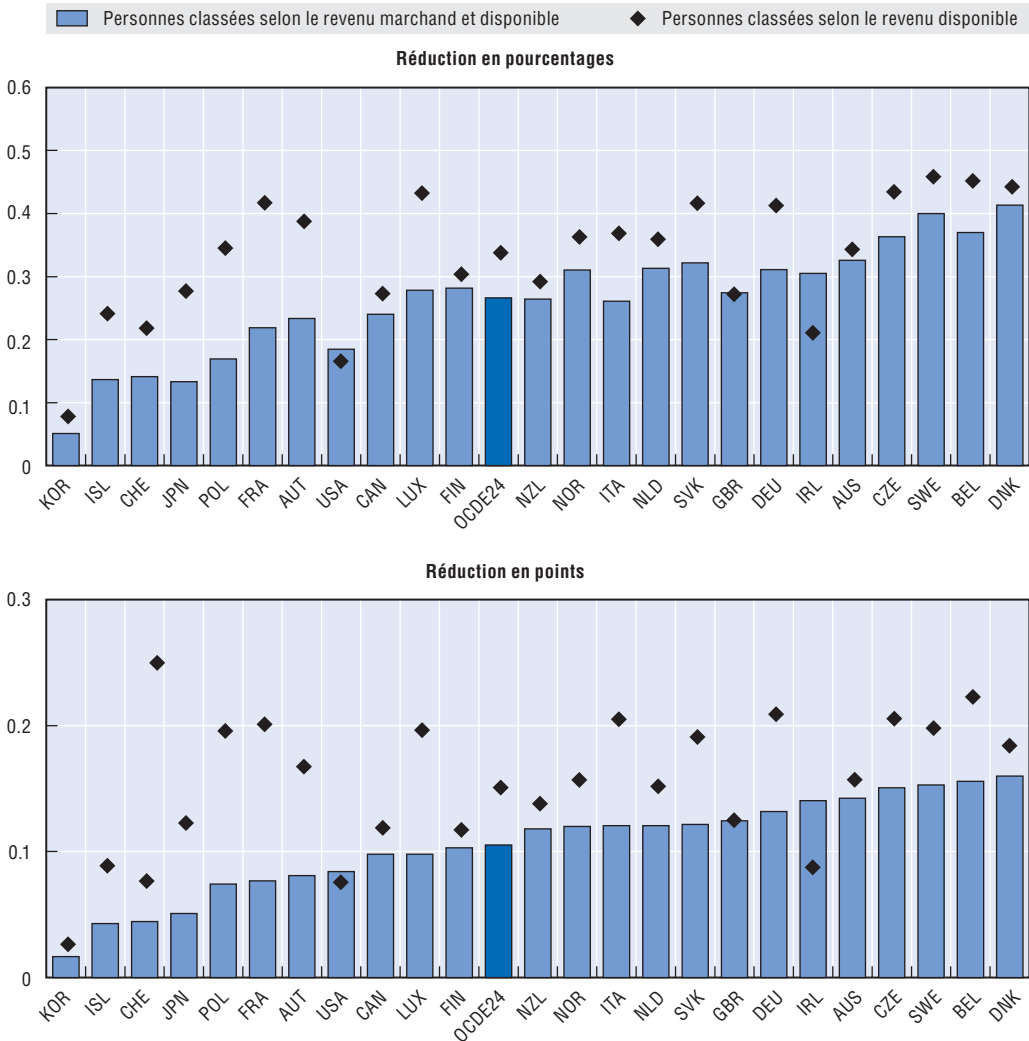 Personnes classées selon le revenu marchand et disponible Personnes classées selon le revenu disponible
Réduction en pourcentages
0.6
0.5
0.4
0.3
0.2
0.1
0
KOR ISL CHE JPN POL FRA AUT USA CAN LUX FIN OCDE24 NZL NOR ITA NLD SVK GBR DEU IRL AUS CZE SWE BEL DNK
Réduction en points
0.3
0.2
0.1
0
KOR ISL CHE JPN POL FRA AUT USA CAN LUX FIN OCDE24 NZL NOR ITA NLD SVK GBR DEU IRL AUS CZE SWE BEL DNK